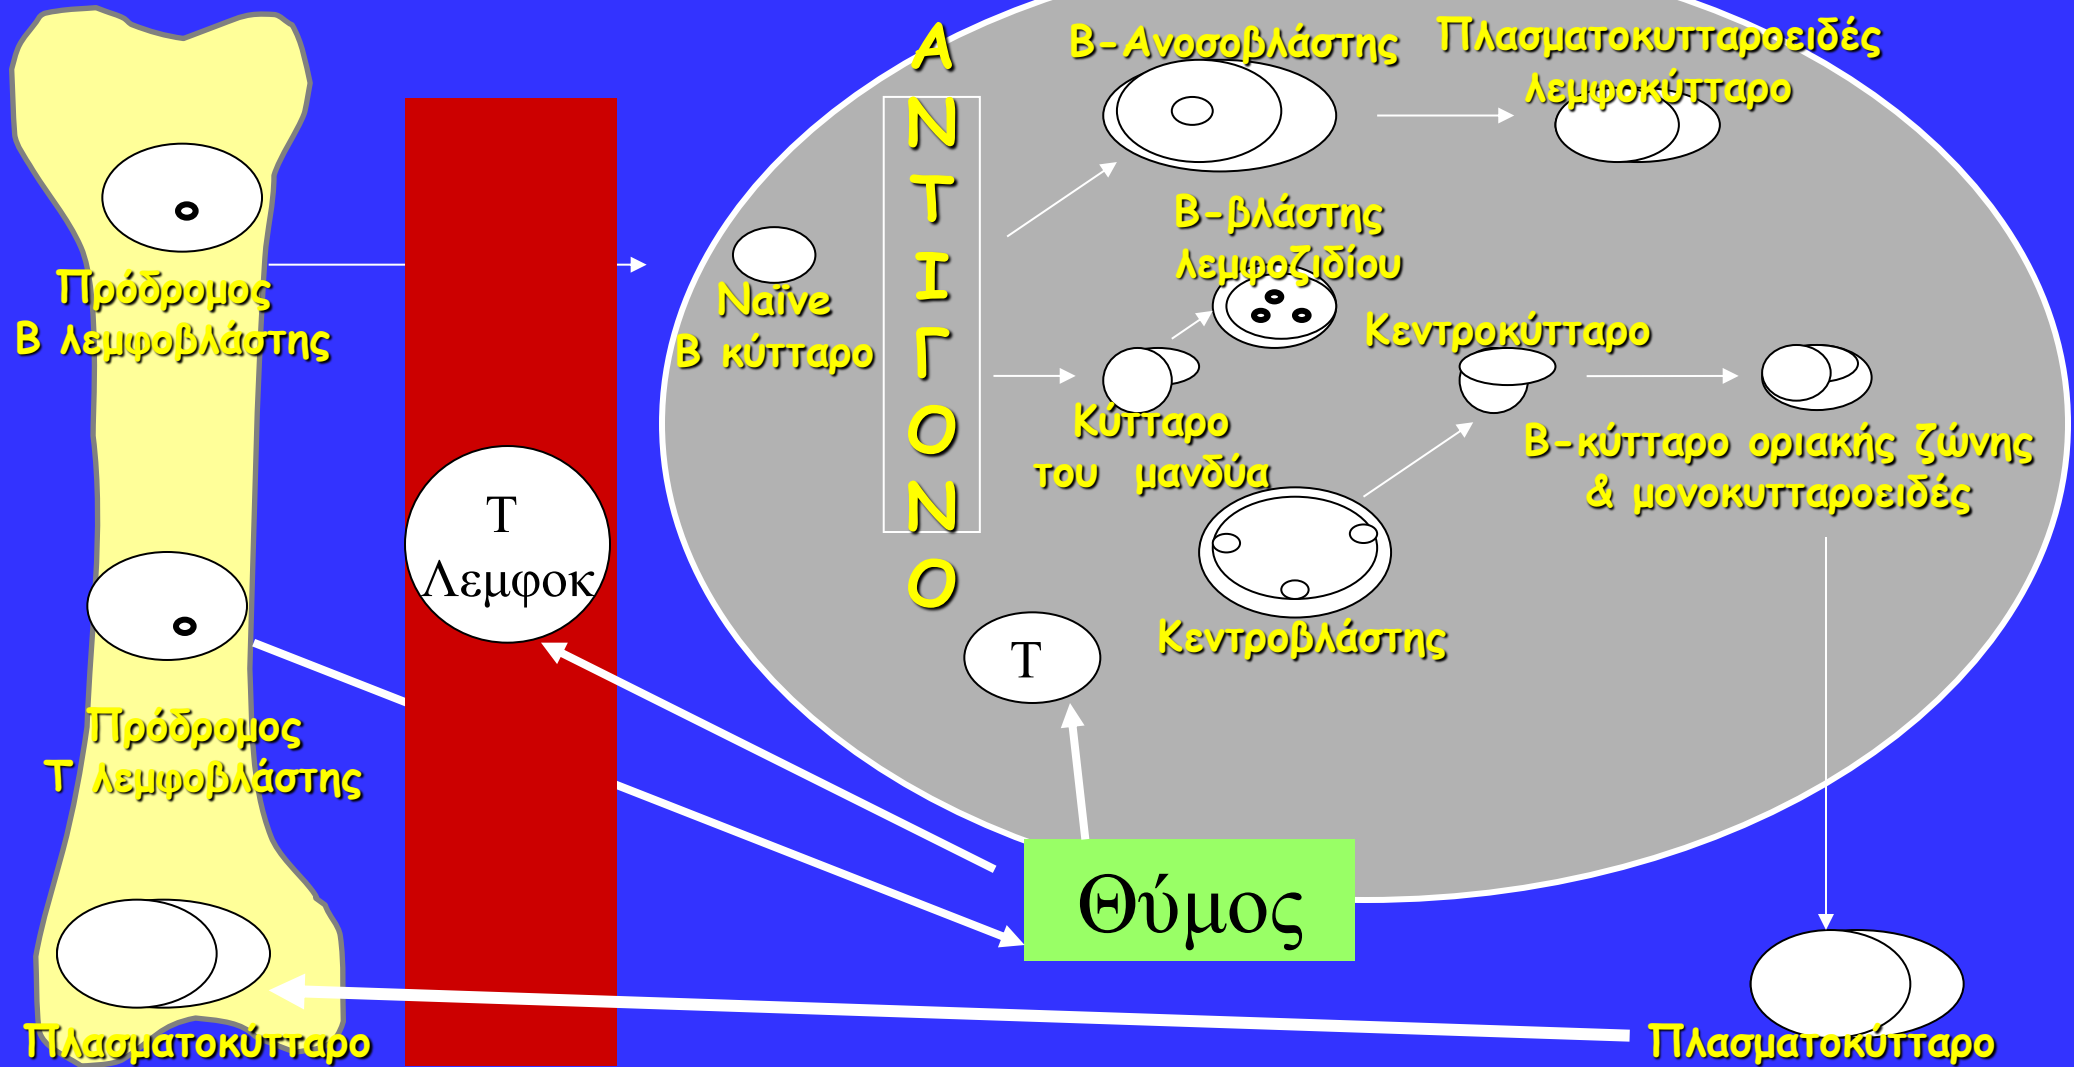 Πρόδρομος
Β λεμφοβλάστης
Πρόδρομος
Τ λεμφοβλάστης
Πλασματοκύτταρο
Τ
Λεμφοκ
Naïve
Β κύτταρο
Α
Ν
Τ
Ι
Γ
Ο
Ν
Ο
Β-Ανοσοβλάστης
Πλασματοκυτταροειδές
λεμφοκύτταρο
Β-βλάστης
λεμφοζιδίου
Κύτταρο
του μανδύα
Κεντροκύτταρο
Β-κύτταρο οριακής ζώνης
& μονοκυτταροειδές
Κεντροβλάστης
Τ
Θύμος
Πλασματοκύτταρο